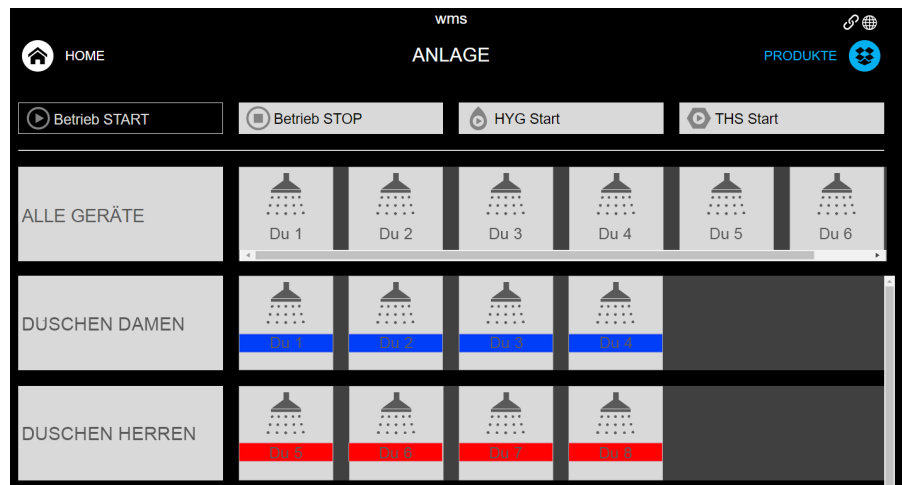 wms
HOME
ANLAGE
PRODUKTE
Betrieb START
Betrieb STOP
HYG Start
THS Start
ALLE GERÄTE
Du 1
Du 2
Du 3
Du 4
Du 5
Du 6
DUSCHEN DAMEN
Du 1
Du 2
Du 3
Du 4
DUSCHEN HERREN
Du 5
Du 6
Du 7
Du 8